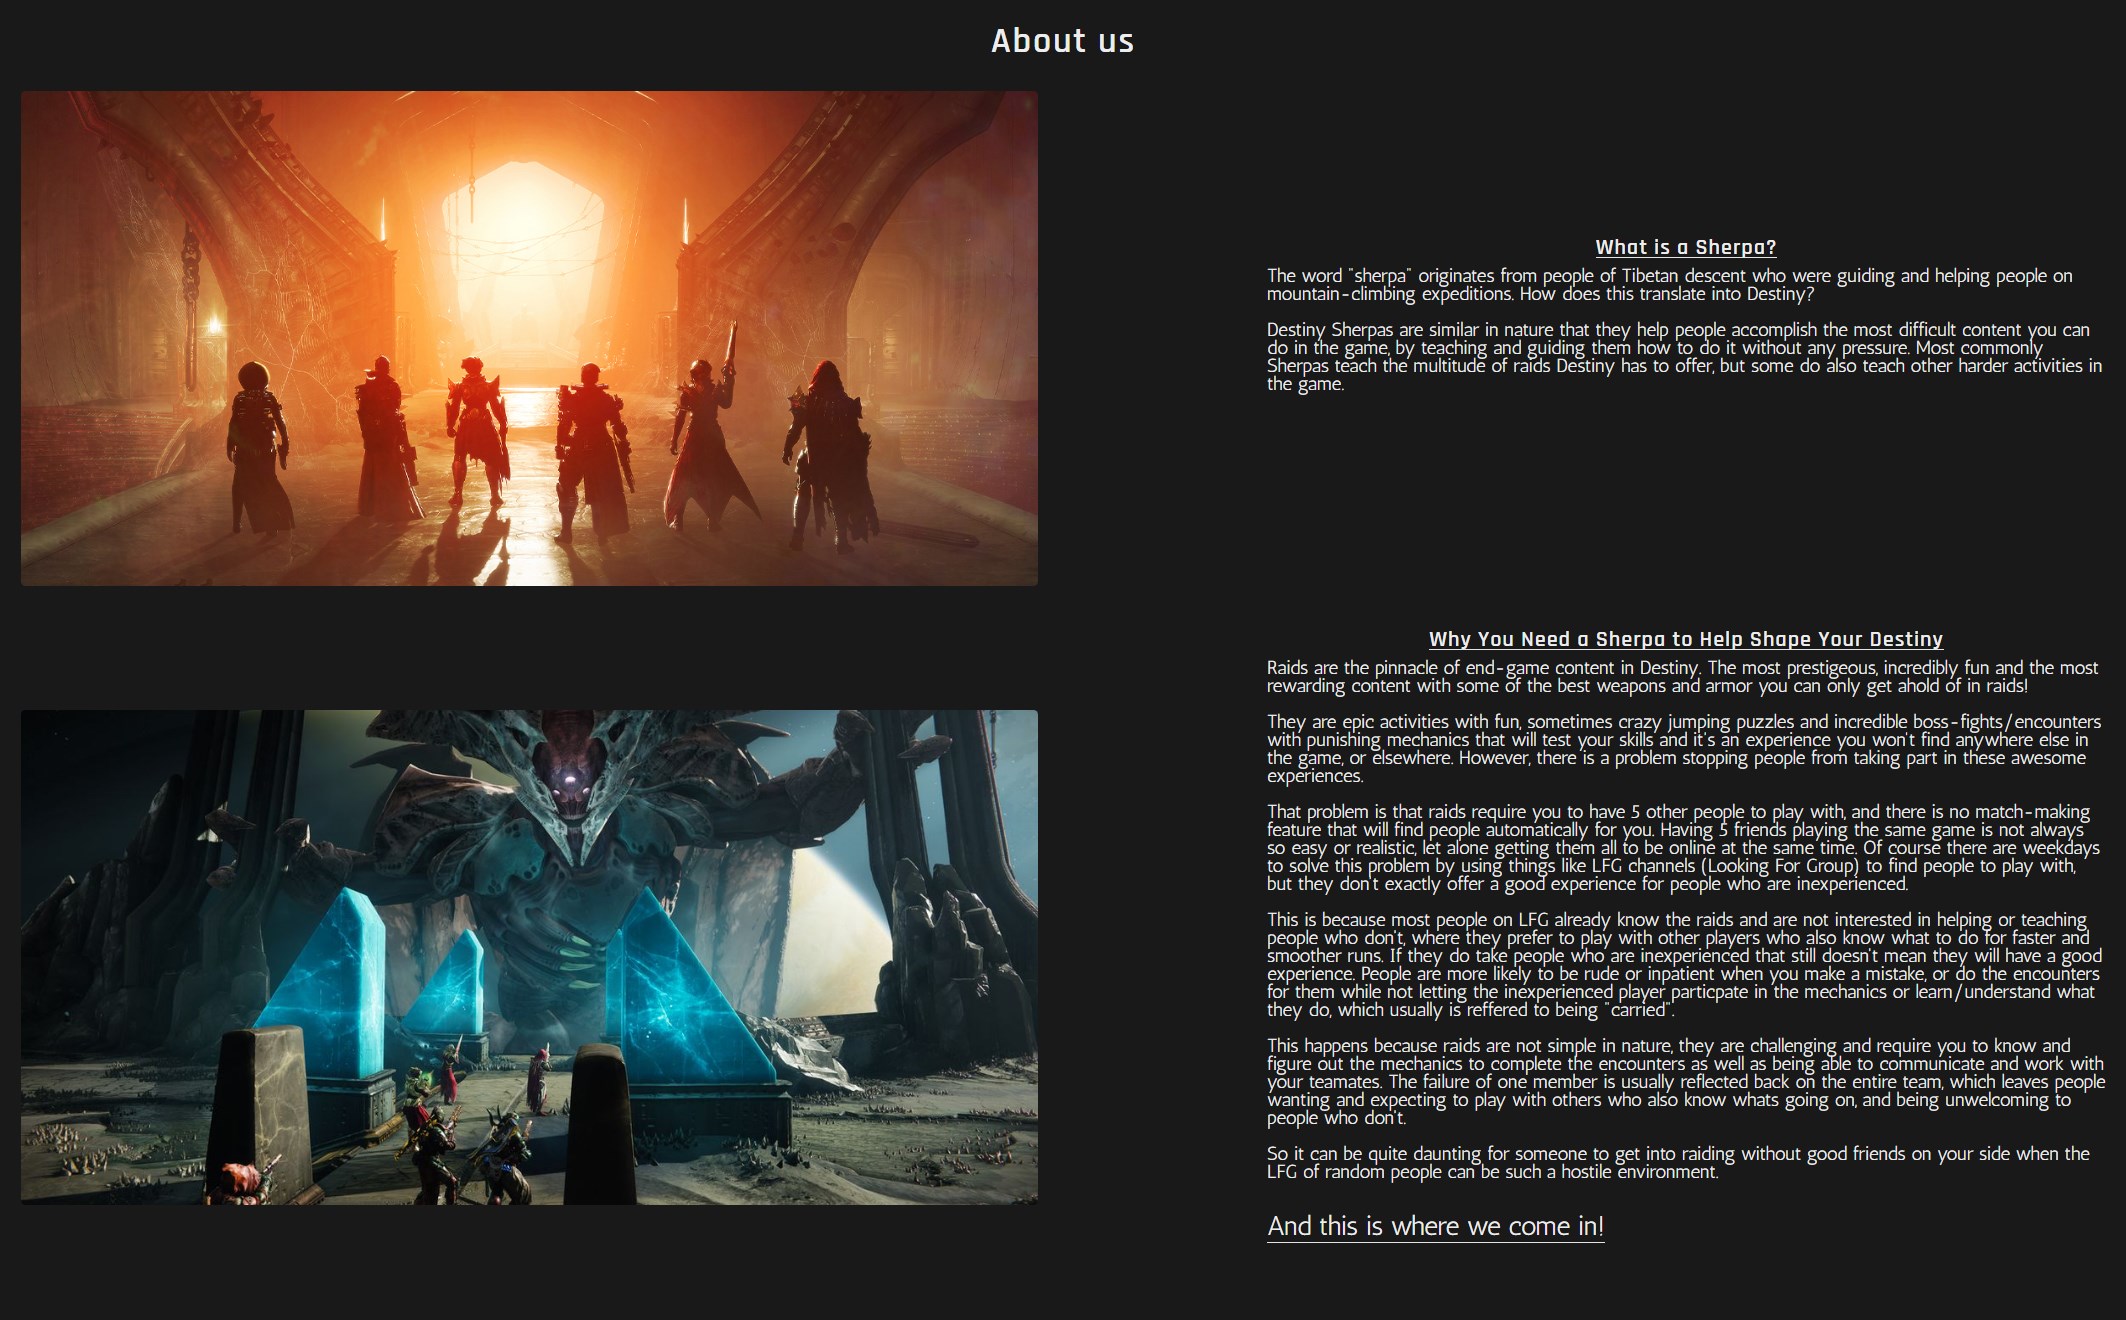 About us
What is a Sherpa?
The word "sherpa" originates from people of Tibetan descent who were guiding and helping people on
mountain-climbing expeditions. How does this translate into Destiny?
Destiny Sherpas are similar in nature that they help people accomplish the most difficult content you can
do in the game, by teaching and guiding them how to do it without any pressure. Most commonly
Sherpas teach the multitude of raids Destiny has to offer, but some do also teach other harder activities in
the game.
Why You Need a Sherpa to Help Shape Your Destiny
Raids are the pinnacle of end-game content in Destiny. The most prestigeous, incredibly fun and the most
rewarding content with some of the best weapons and armor you can only get ahold of in raids!
They are epic activities with fun, sometimes crazy jumping puzzles and incredible boss-fights/encounters
with punishing mechanics that will test your skills and it's an experience you won't find anywhere else in
the game, or elsewhere. However, there is a problem stopping people from taking part in these awesome
experiences.
That problem is that raids require you to have 5 other people to play with, and there is no match-making
feature that will find people automatically for you. Having 5 friends playing the same game is not always
so easy or realistic, let alone getting them all to be online at the same time. Of course there are weekdays
to solve this problem by using things like LFG channels (Looking For Group) to find people to play with,
but they don't exactly offer a good experience for people who are inexperienced.
This is because most people on LFG already know the raids and are not interested in helping or teaching
people who don't, where they prefer to play with other players who also know what to do for faster and
smoother runs. If they do take people who are inexperienced that still doesn't mean they will have a good
experience. People are more likely to be rude or inpatient when you make a mistake, or do the encounters
for them while not letting the inexperienced player particpate in the mechanics or learn/understand what
they do, which usually is reffered to being "carried".
This happens because raids are not simple in nature, they are challenging and require you to know and
figure out the mechanics to complete the encounters as well as being able to communicate and work with
your teamates. The failure of one member is usually reflected back on the entire team, which leaves people
wanting and expecting to play with others who also know whats going on, and being unwelcoming to
people who don't.
So it can be quite daunting for someone to get into raiding without good friends on your side when the
LFG of random people can be such a hostile environment.
And this is where we come in!